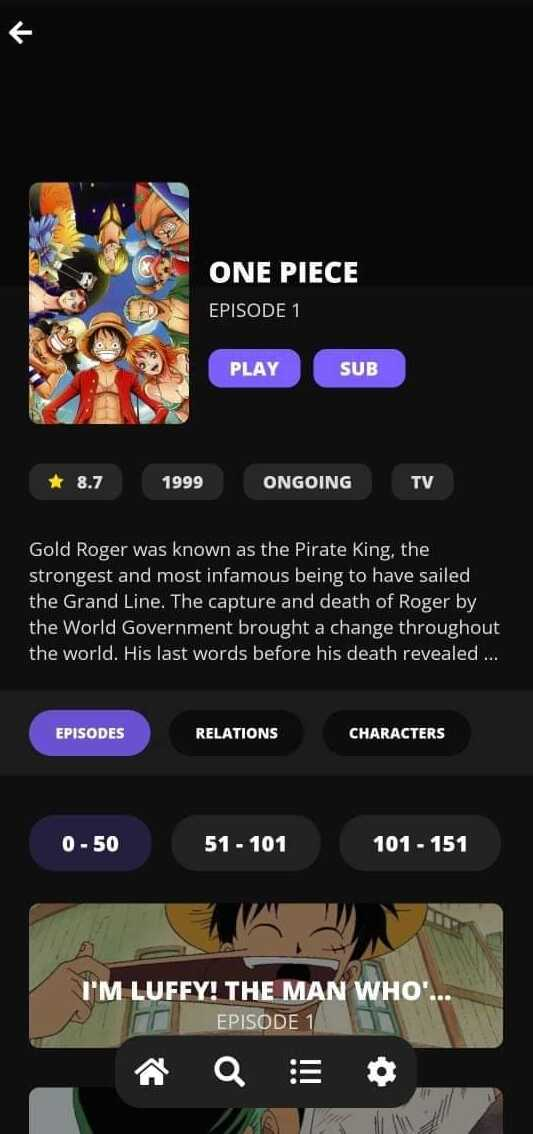 ONE PIECE
EPISODE 1
PLAY
SUB
8.7
1999
ONGOING
TV
Gold Roger was known as the Pirate King, the
strongest and most infamous being to have sailed
the Grand Line. The capture and death of Roger by
the World Government brought a change throughout
the world. His last words before his death revealed ...
EPISODES
RELATIONS
CHARACTERS
0 - 50
51 - 101
101 - 151
I'M LUFFY! THE MAN WHO'...
EPISODE 1